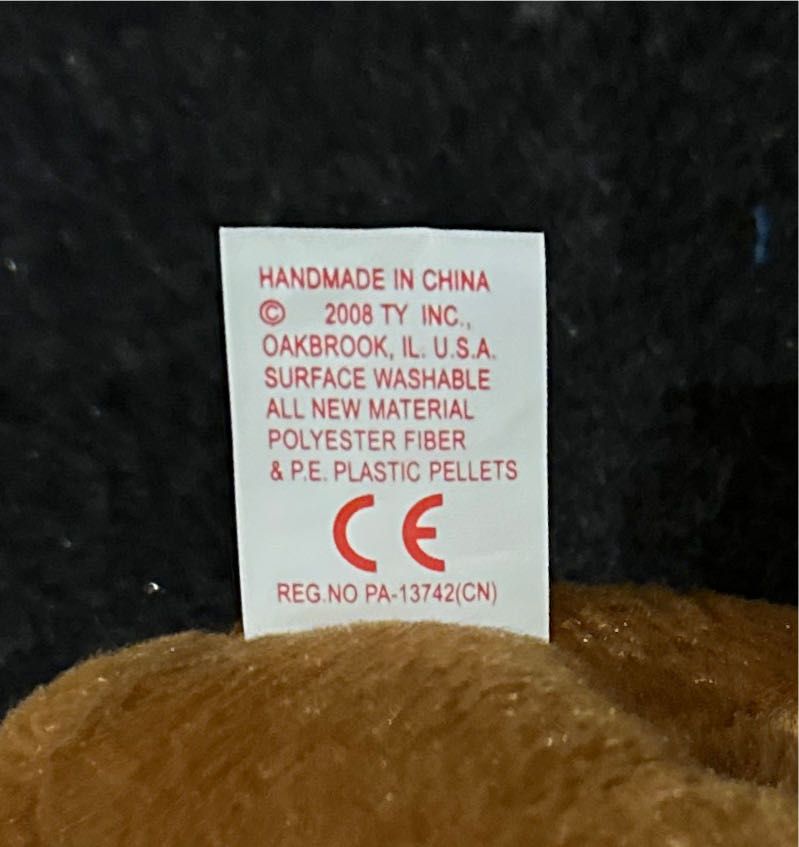 HANDMADE IN CHINA
© 2008 TY INC.,
OAKBROOK, IL. U.S.A.
SURFACE WASHABLE
ALL NEW MATERIAL
POLYESTER FIBER
& P.E. PLASTIC PELLETS
CE
REG.NO PA-13742(CN)